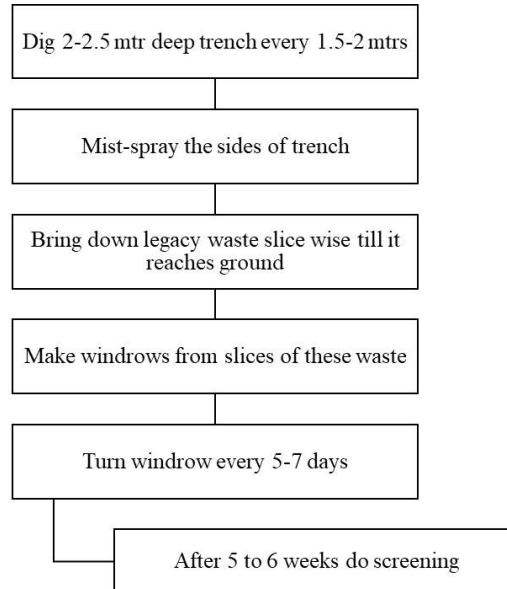 Dig 2-2.5 mtr deep trench every 1.5-2 mtrs
Mist-spray the sides of trench
Bring down legacy waste slice wise till it
reaches ground
Make windrows from slices of these waste
Turn windrow every 5-7 days
After 5 to 6 weeks do screening